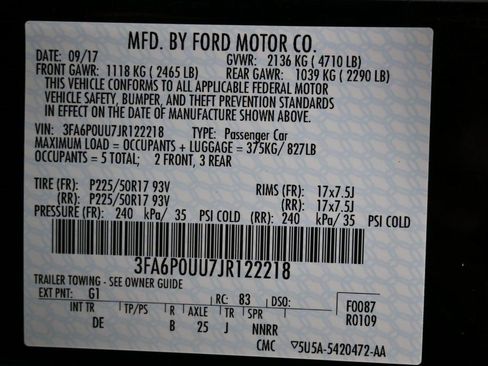 MFD. BY FORD MOTOR CO.
DATE: 09/17 GVWR: 2136 KG ( 4710 LB)
FRONT GAWR: 1118 KG ( 2465 LB) REAR GAWR: 1039 KG ( 2290 LB)
THIS VEHICLE CONFORMS TO ALL APPLICABLE FEDERAL MOTOR
VEHICLE SAFETY, BUMPER, AND THEFT PREVENTION STANDARDS
IN EFFECT ON THE DATE OF MANUFACTURE SHOWN ABOVE.
VIN: 3FA6P0UU7JR122218 TYPE: Passenger Car
MAXIMUM LOAD = OCCUPANTS + LUGGAGE = 375KG/ 827LB
OCCUPANTS = 5 TOTAL; 2 FRONT, 3 REAR
TIRE (FR): P225/50R17 93V RIMS (FR): 17x7.5J
(RR): P225/50R17 93V (RR): 17x7.5J
PRESSURE (FR): 240 kPa/ 35 PSI COLD (RR): 240 kPa/ 35 PSI COLD
3FA6P0UU7JR122218
TRAILER TOWING - SEE OWNER GUIDE
EXT PNT: G1 RC: 83 DSO: F0087
R0109
INT TR TP/PS R AXLE TR SPR
DE B 25 J NNRR
CMC ▽5U5A-5420472-AA